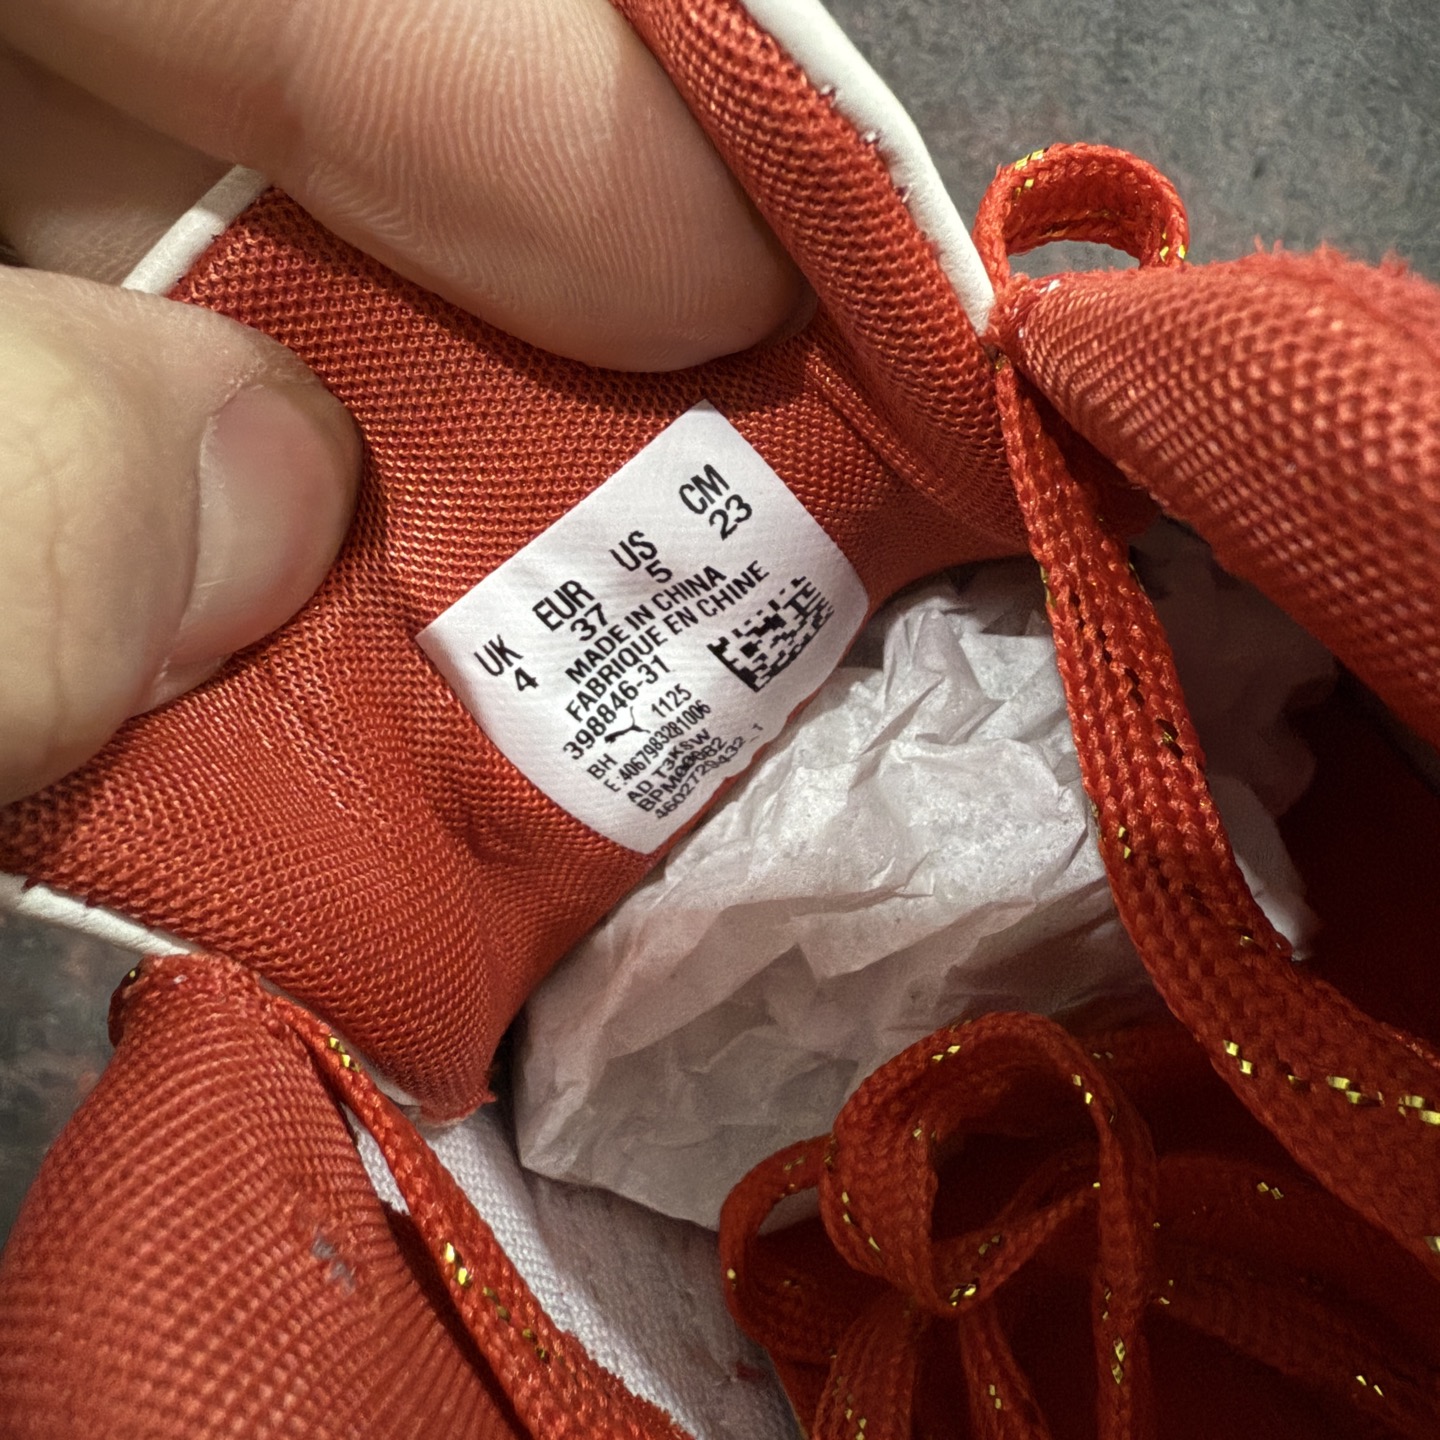 UK EUR US CM
4 37 5 23
MADE IN CHINA
FABRIQUE EN CHINE
398846-31
BH 1125
E:4067983281006
AD T3KSW
4602729432_1